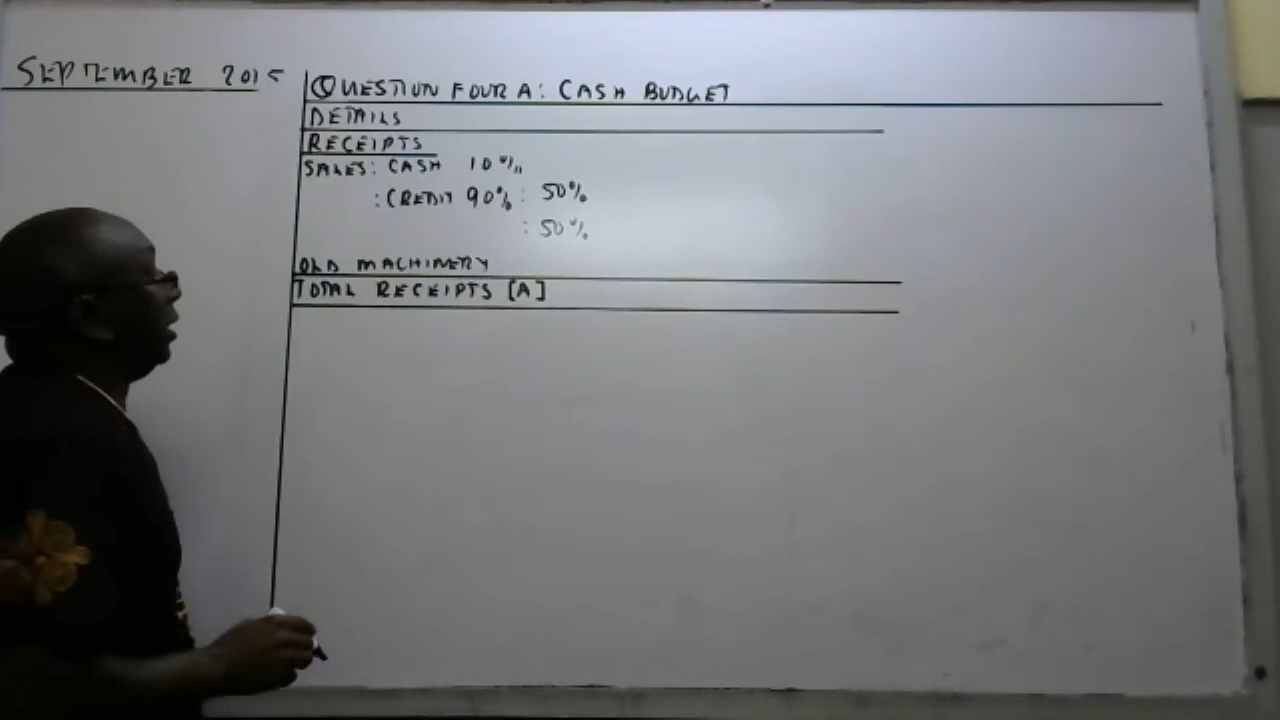 SEPTEMBER 2015
QUESTION FOUR A: CASH BUDGET
DETAILS
RECEIPTS
SALES: CASH 10%
: CREDIT 90% : 50%
: 50%
OLD MACHINERY
TOTAL RECEIPTS [A]